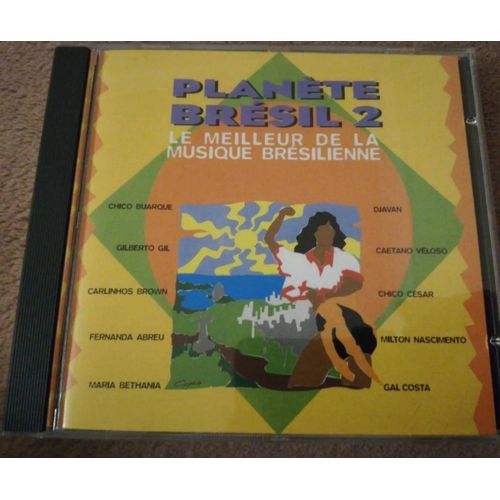 PLANÈTE
BRÉSIL 2
LE MEILLEUR DE LA
MUSIQUE BRÉSILIENNE
CHICO BUARQUE
DJAVAN
GILBERTO GIL
CAETANO VELOSO
CARLINHOS BROWN
CHICO CÉSAR
FERNANDA ABREU
MILTON NASCIMENTO
MARIA BETHANIA
GAL COSTA